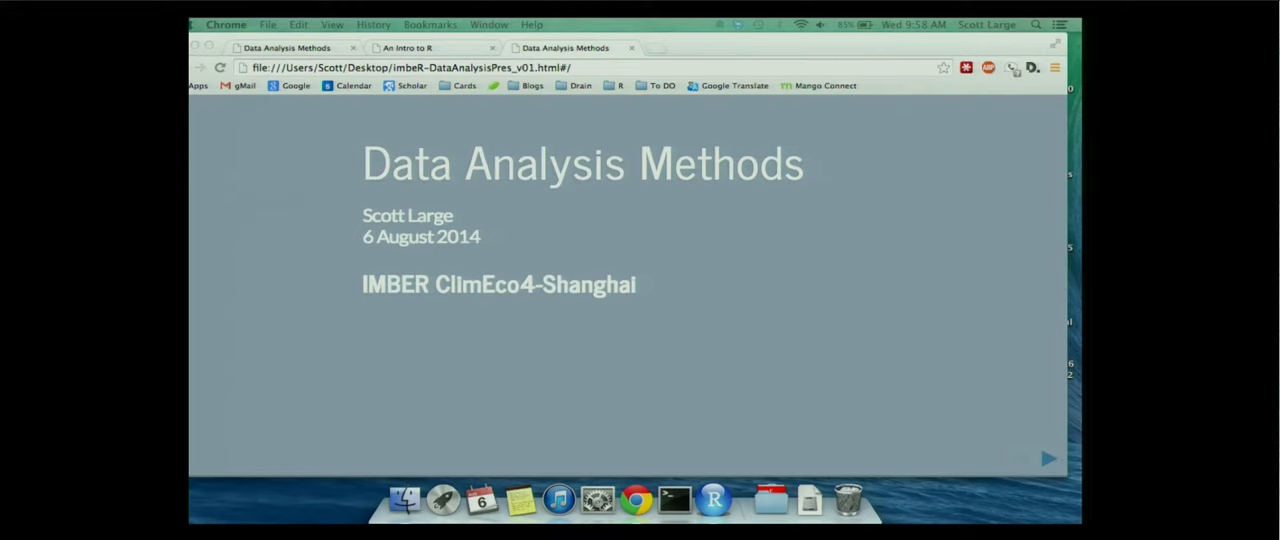 Chrome File Edit View History Bookmarks Window Help 85% Wed 9:58 AM Scott Large
Data Analysis Methods An Intro to R Data Analysis Methods
file:///Users/Scott/Desktop/imbeR-DataAnalysisPres_v01.html#/
ABP
D.
Apps gMail Google Calendar Scholar Cards Blogs Drain R To DO Google Translate Mango Connect
Data Analysis Methods
Scott Large
6 August 2014
IMBER ClimEco4-Shanghai
6
R